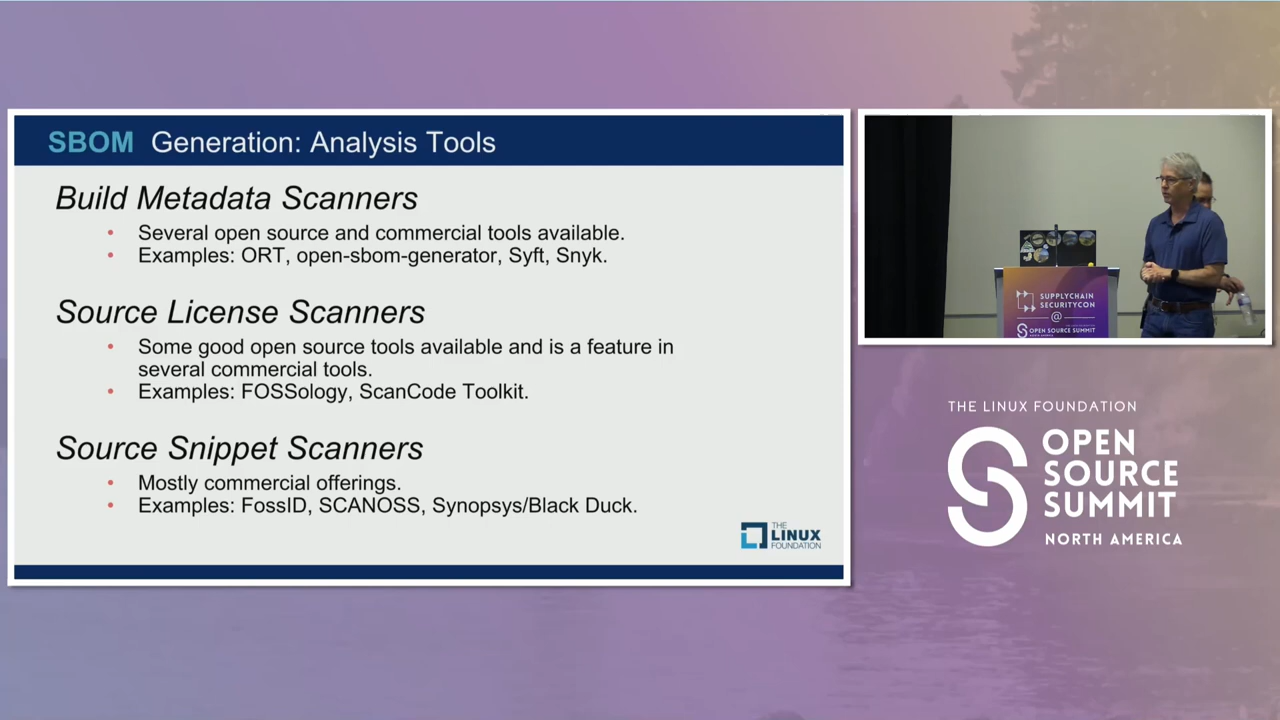 SBOM Generation: Analysis Tools
Build Metadata Scanners
• Several open source and commercial tools available.
• Examples: ORT, open-sbom-generator, Syft, Snyk.
Source License Scanners
• Some good open source tools available and is a feature in
several commercial tools.
• Examples: FOSSology, ScanCode Toolkit.
Source Snippet Scanners
• Mostly commercial offerings.
• Examples: FossID, SCANOSS, Synopsys/Black Duck.
THE
LINUX
FOUNDATION
SUPPLYCHAIN
SECURITYCON
@
OPEN SOURCE SUMMIT
NORTH AMERICA
THE LINUX FOUNDATION
OPEN
SOURCE
SUMMIT
NORTH AMERICA